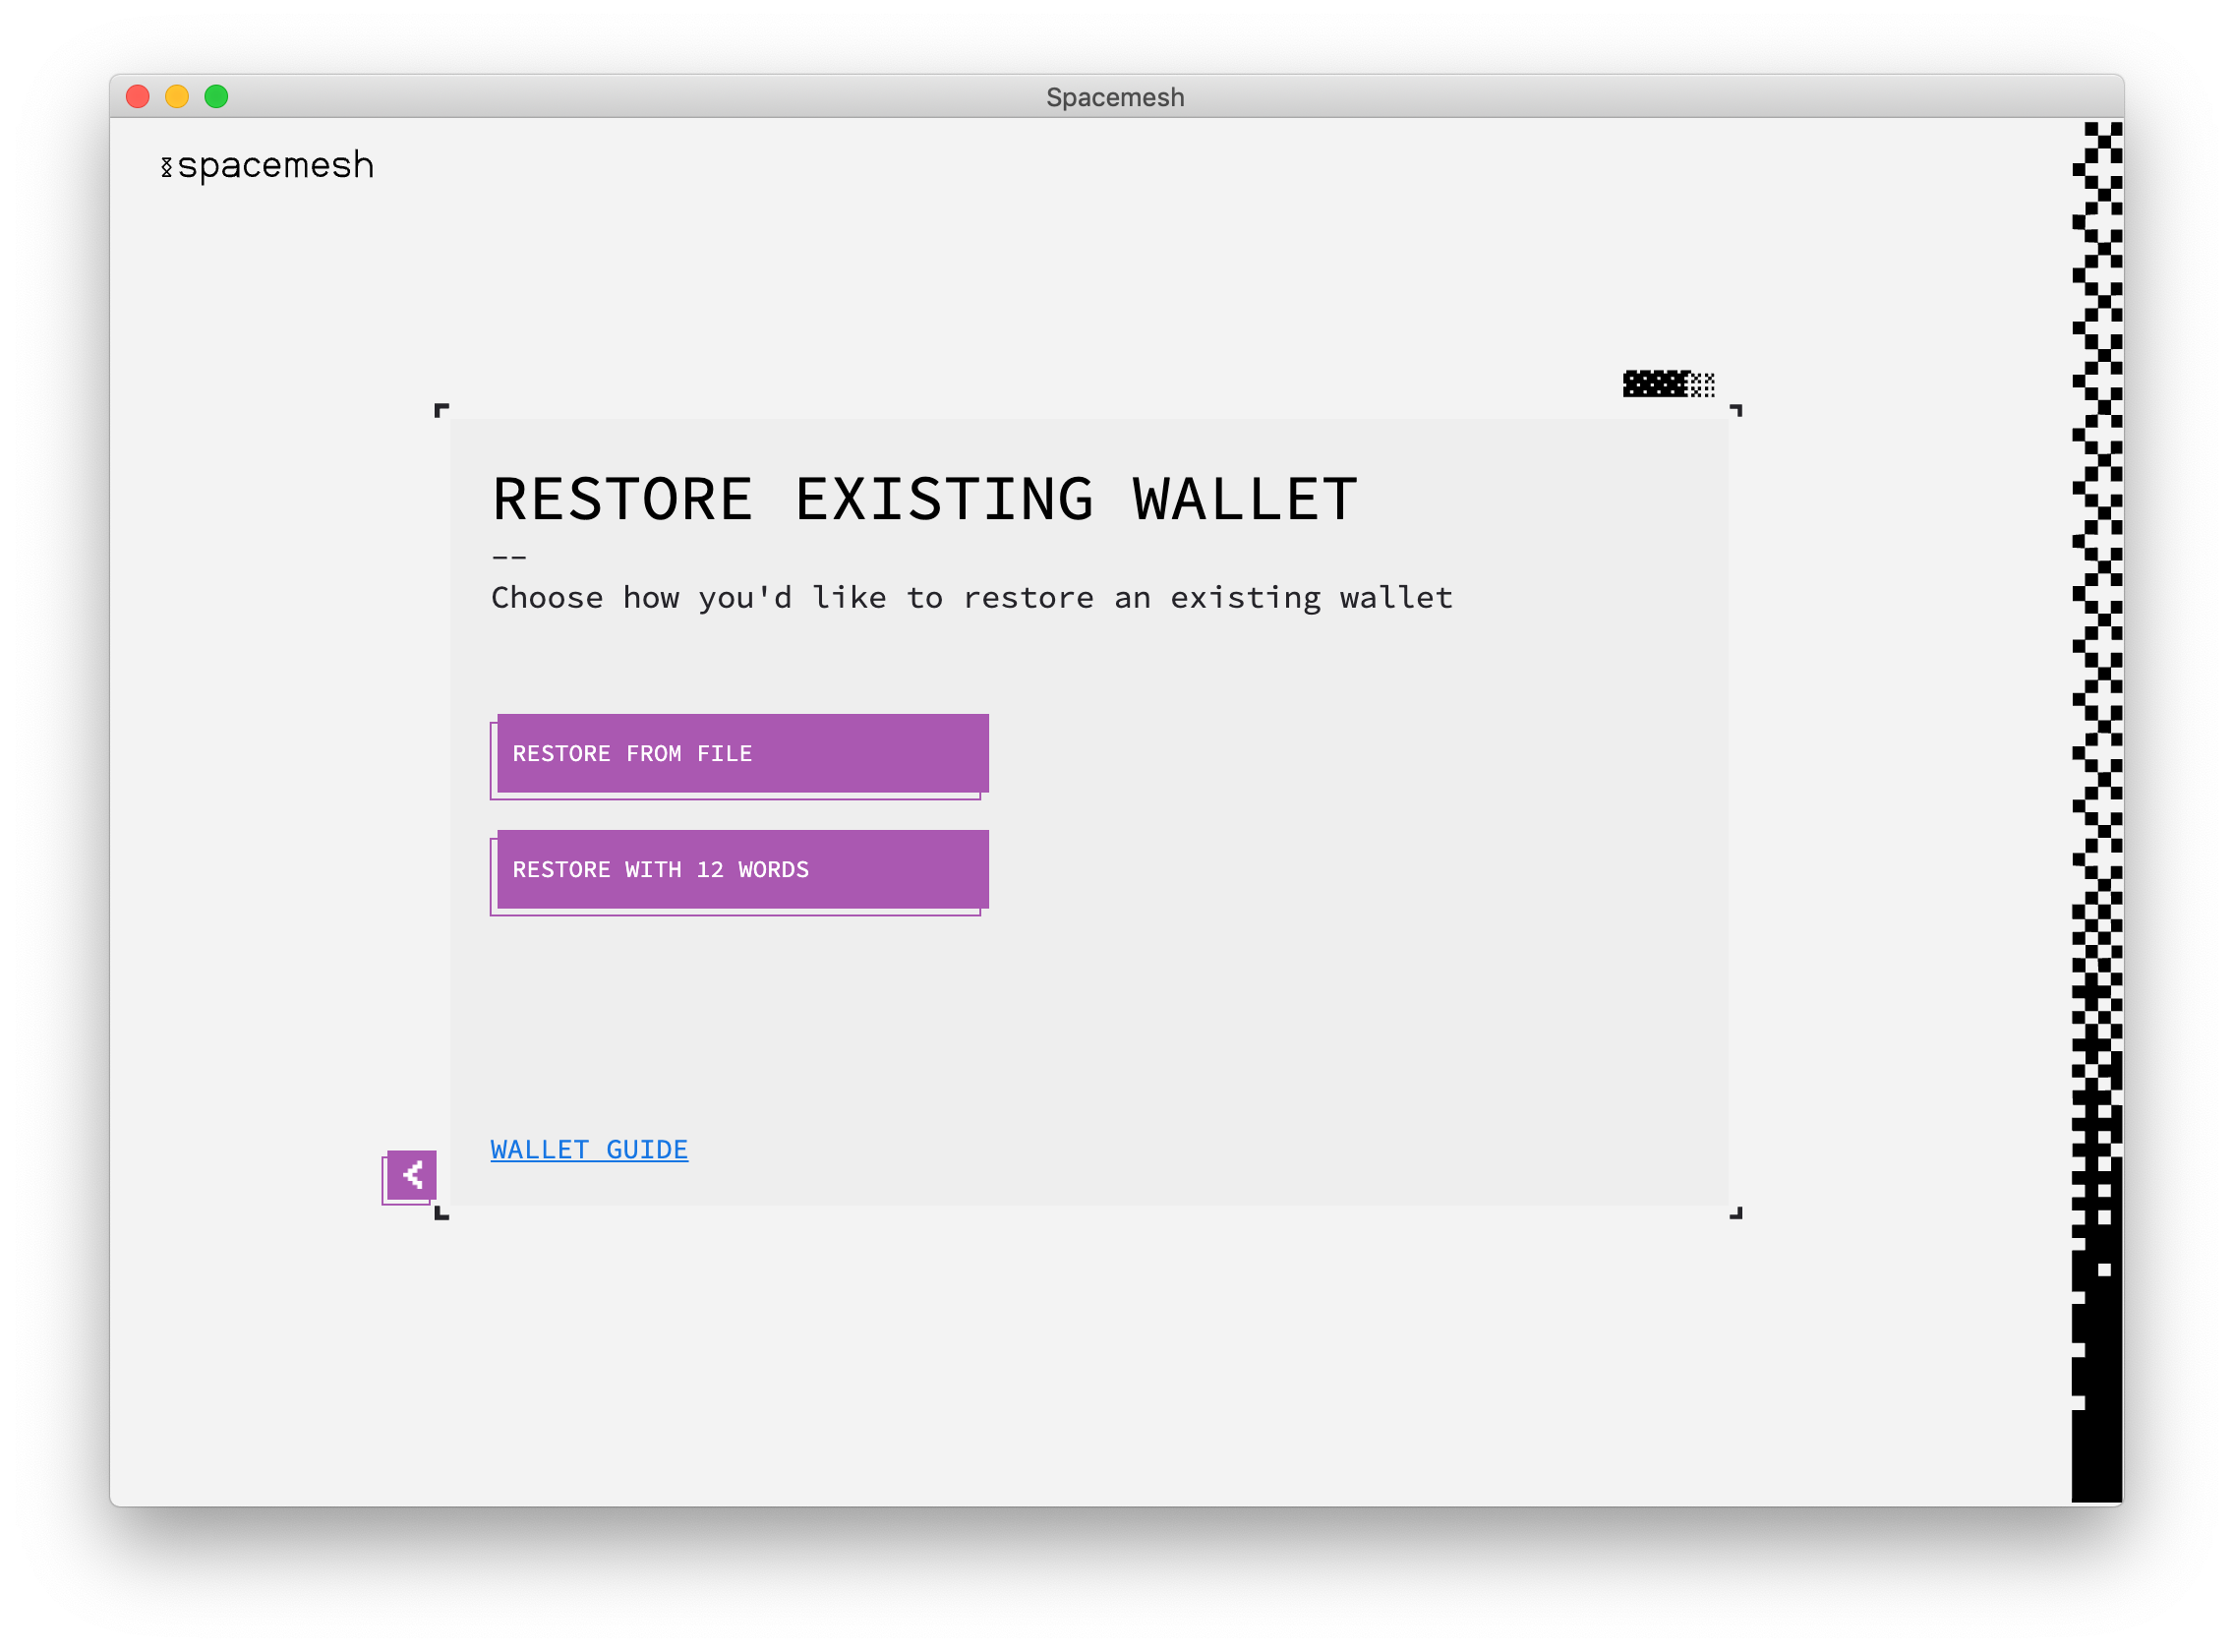 Spacemesh
spacemesh
RESTORE EXISTING WALLET
--
Choose how you'd like to restore an existing wallet
RESTORE FROM FILE
RESTORE WITH 12 WORDS
WALLET GUIDE